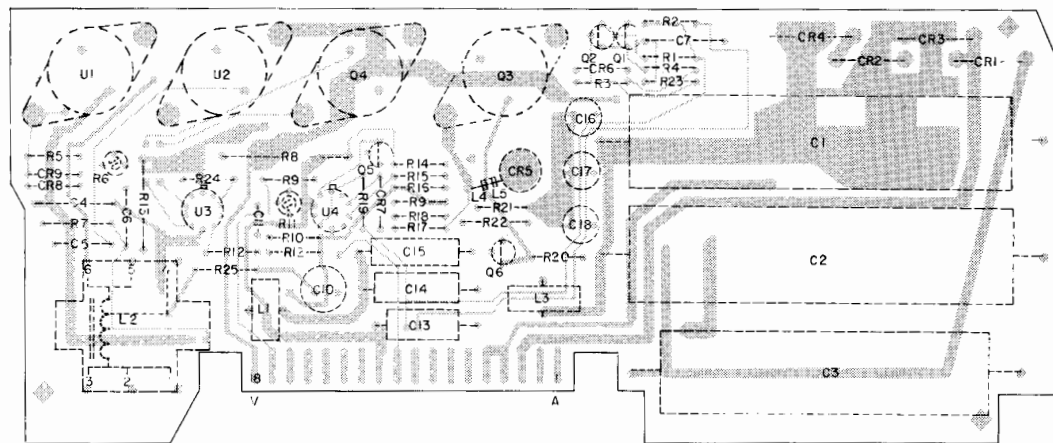 R2
C7
Q2 Q1
CR4
CR3
U1
U2
Q4
Q3
R1
CR6
R4
R3
R23
CR2
CR1
C16
C1
R5
R8
Q5
R14
CR9
R6
R24
R9
R15
CR5
C17
CR8
R16
L4 L5
C4
C6
R13
U3
C11
R11
U4
R19
CR7
R9
R21
R7
R18
R22
C18
R10
R17
C5
R12
R12
C15
Q6
R20
C2
6 5
R25
C10
C14
L3
L2
L1
C13
3 2
18
C3
V
A